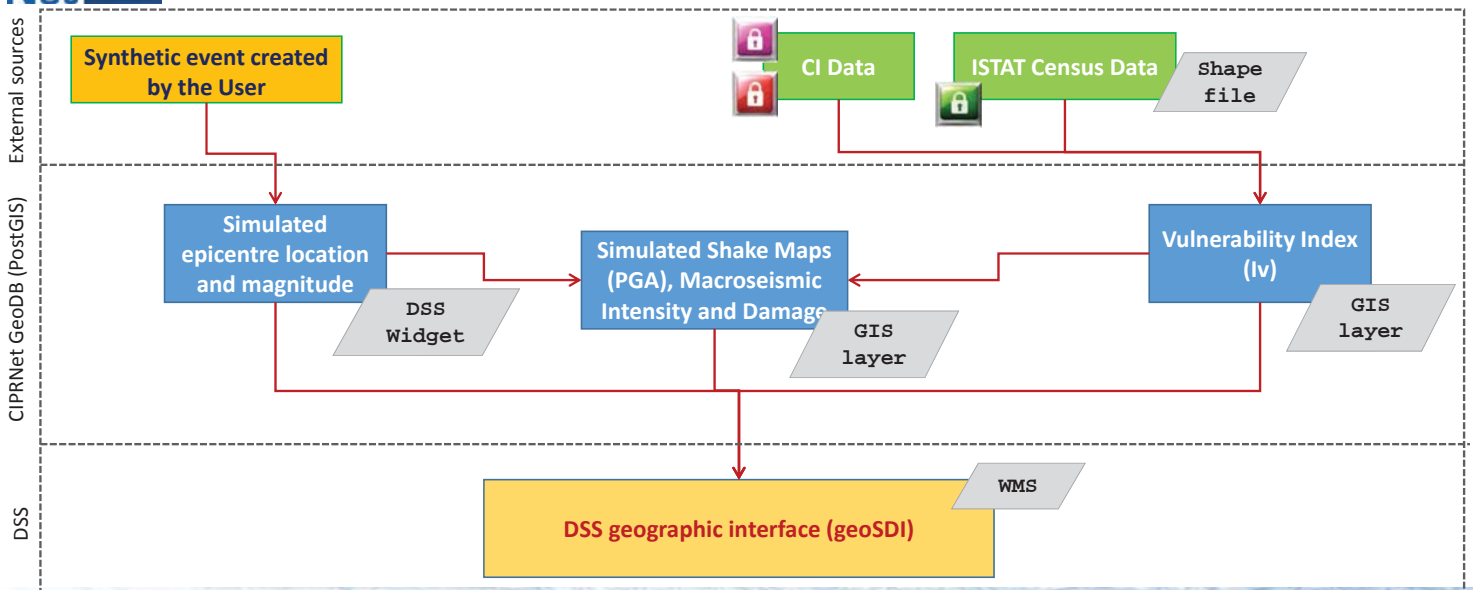 External sources
Synthetic event created
by the User
CI Data
ISTAT Census Data
Shape
file
CIPRNet GeoDB (PostGIS)
Simulated
epicentre location
and magnitude
DSS
Widget
Simulated Shake Maps
(PGA), Macroseismic
Intensity and Damage
GIS
layer
Vulnerability Index
(Iv)
GIS
layer
DSS
DSS geographic interface (geoSDI)
WMS